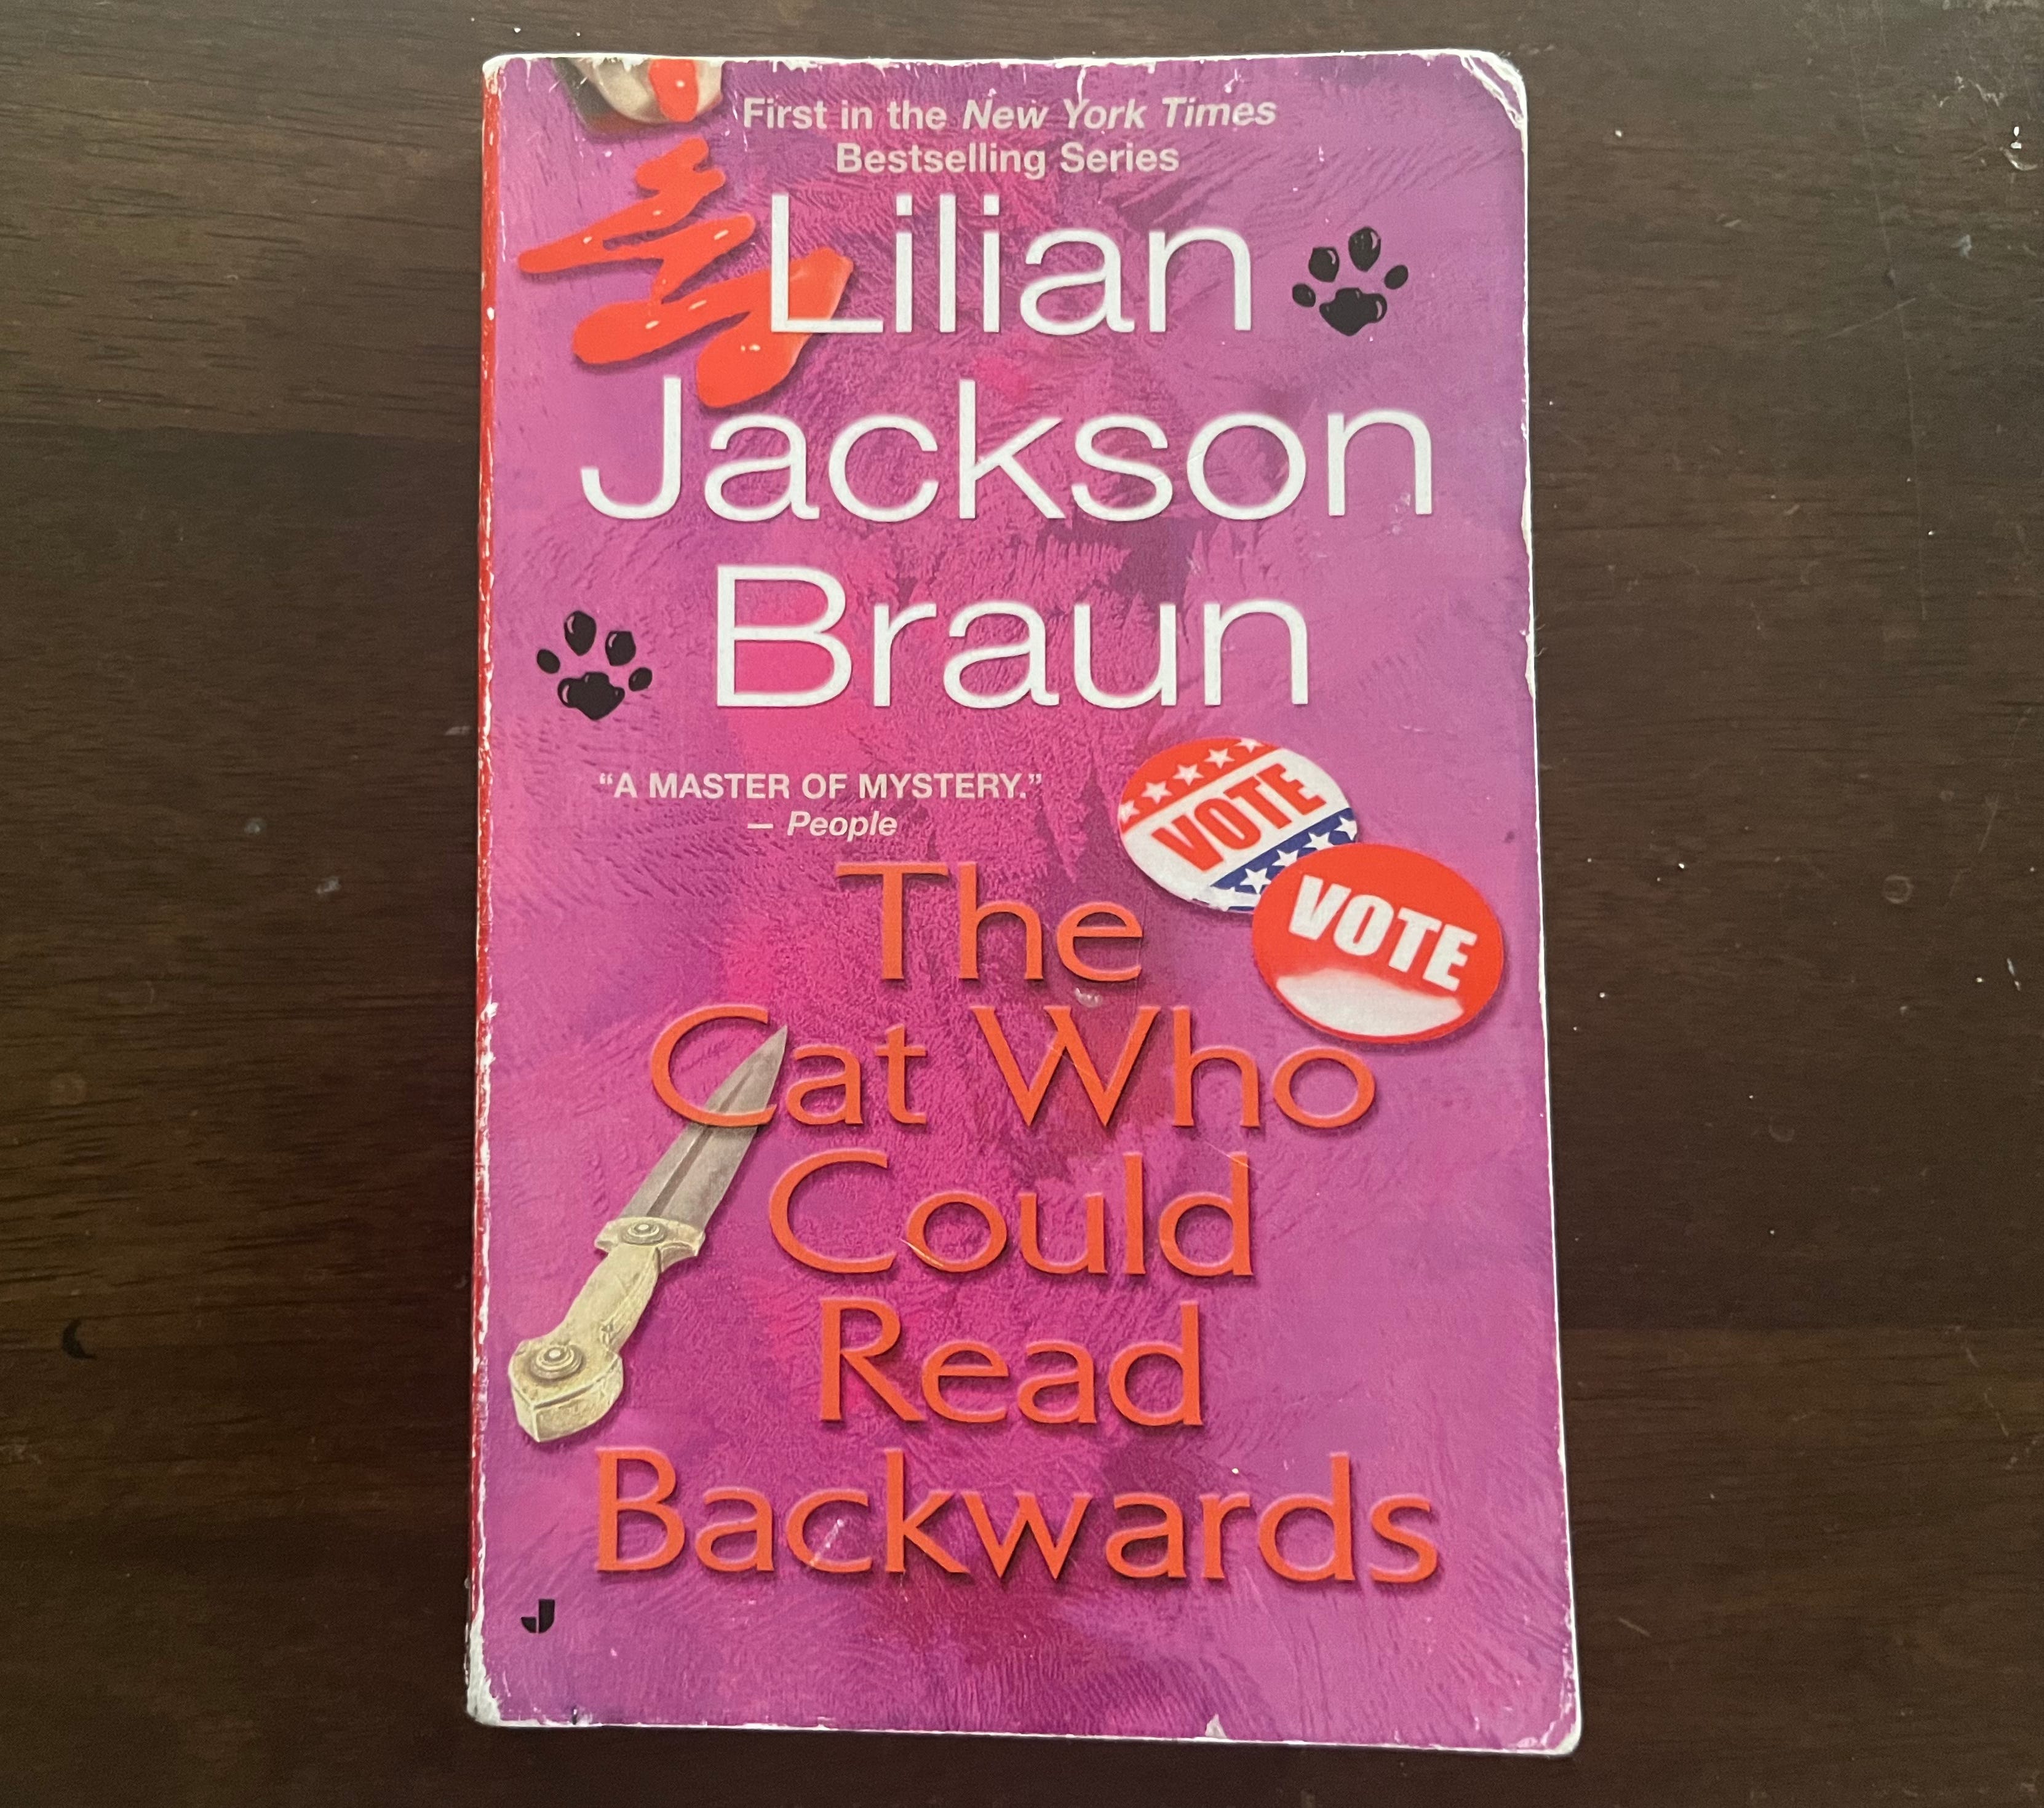 First in the New York Times
Bestselling Series
Lilian
Jackson
Braun
“A MASTER OF MYSTERY.”
— People
VOTE
VOTE
The
Cat Who
Could
Read
Backwards
J